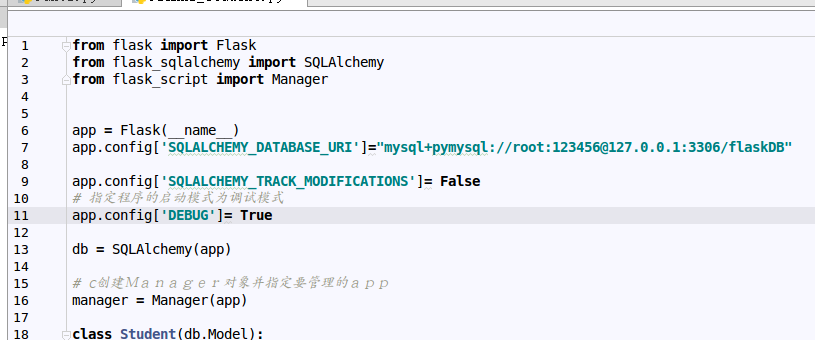 1 from flask import Flask
2 from flask_sqlalchemy import SQLAlchemy
3 from flask_script import Manager
4
5
6 app = Flask(__name__)
7 app.config['SQLALCHEMY_DATABASE_URI']="mysql+pymysql://root:123456@127.0.0.1:3306/flaskDB"
8
9 app.config['SQLALCHEMY_TRACK_MODIFICATIONS']= False
10 # 指定程序的启动模式为调试模式
11 app.config['DEBUG']= True
12
13 db = SQLAlchemy(app)
14
15 # c创建Ｍａｎａｇｅｒ对象并指定要管理的ａｐｐ
16 manager = Manager(app)
17
18 class Student(db.Model):